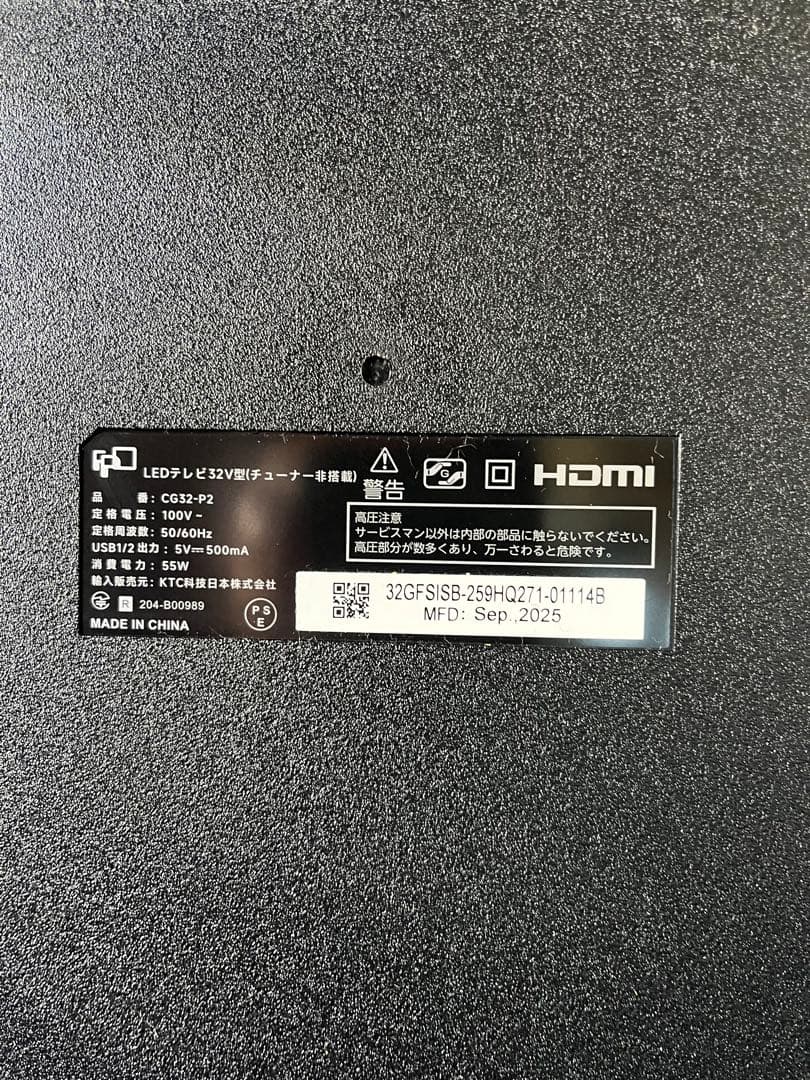 FPD
LEDテレビ32V型(チューナー非搭載)
警告
HDMI
品　　番: CG32-P2
定格電圧: 100V~
定格周波数: 50/60Hz
USB1/2 出力: 5V⎓500mA
消費電力: 55W
輸入販売元: KTC科技日本株式会社
R 204-B00989
PSE
MADE IN CHINA
高圧注意
サービスマン以外は内部の部品に触らないでください。
高圧部分が数多くあり、万一さわると危険です。
32GFSISB-259HQ271-01114B
MFD: Sep.,2025